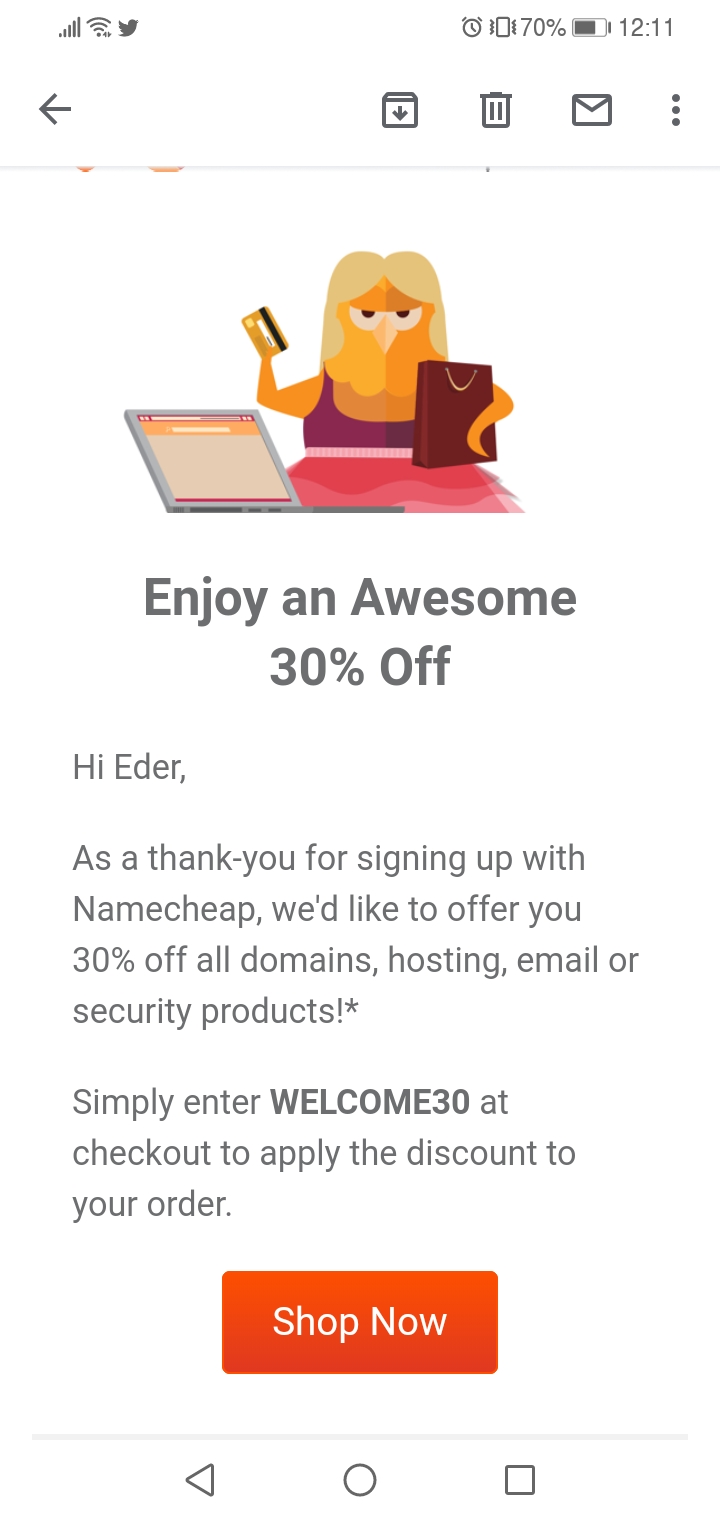 70% 12:11
Enjoy an Awesome
30% Off
Hi Eder,
As a thank-you for signing up with
Namecheap, we'd like to offer you
30% off all domains, hosting, email or
security products!*
Simply enter WELCOME30 at
checkout to apply the discount to
your order.
Shop Now